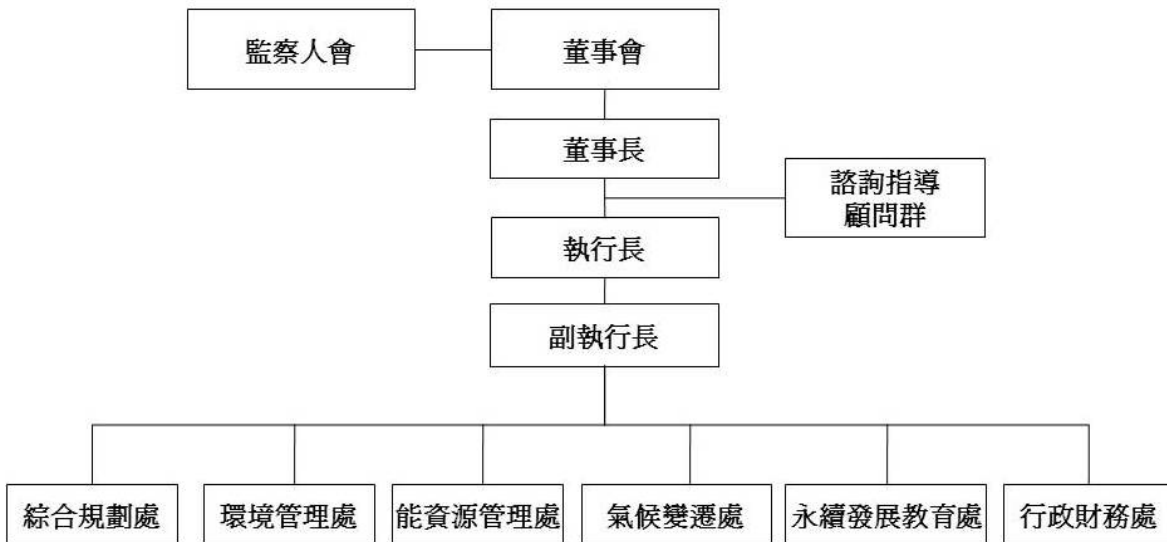 監察人會
董事會
董事長
諮詢指導
顧問群
執行長
副執行長
綜合規劃處
環境管理處
能資源管理處
氣候變遷處
永續發展教育處
行政財務處